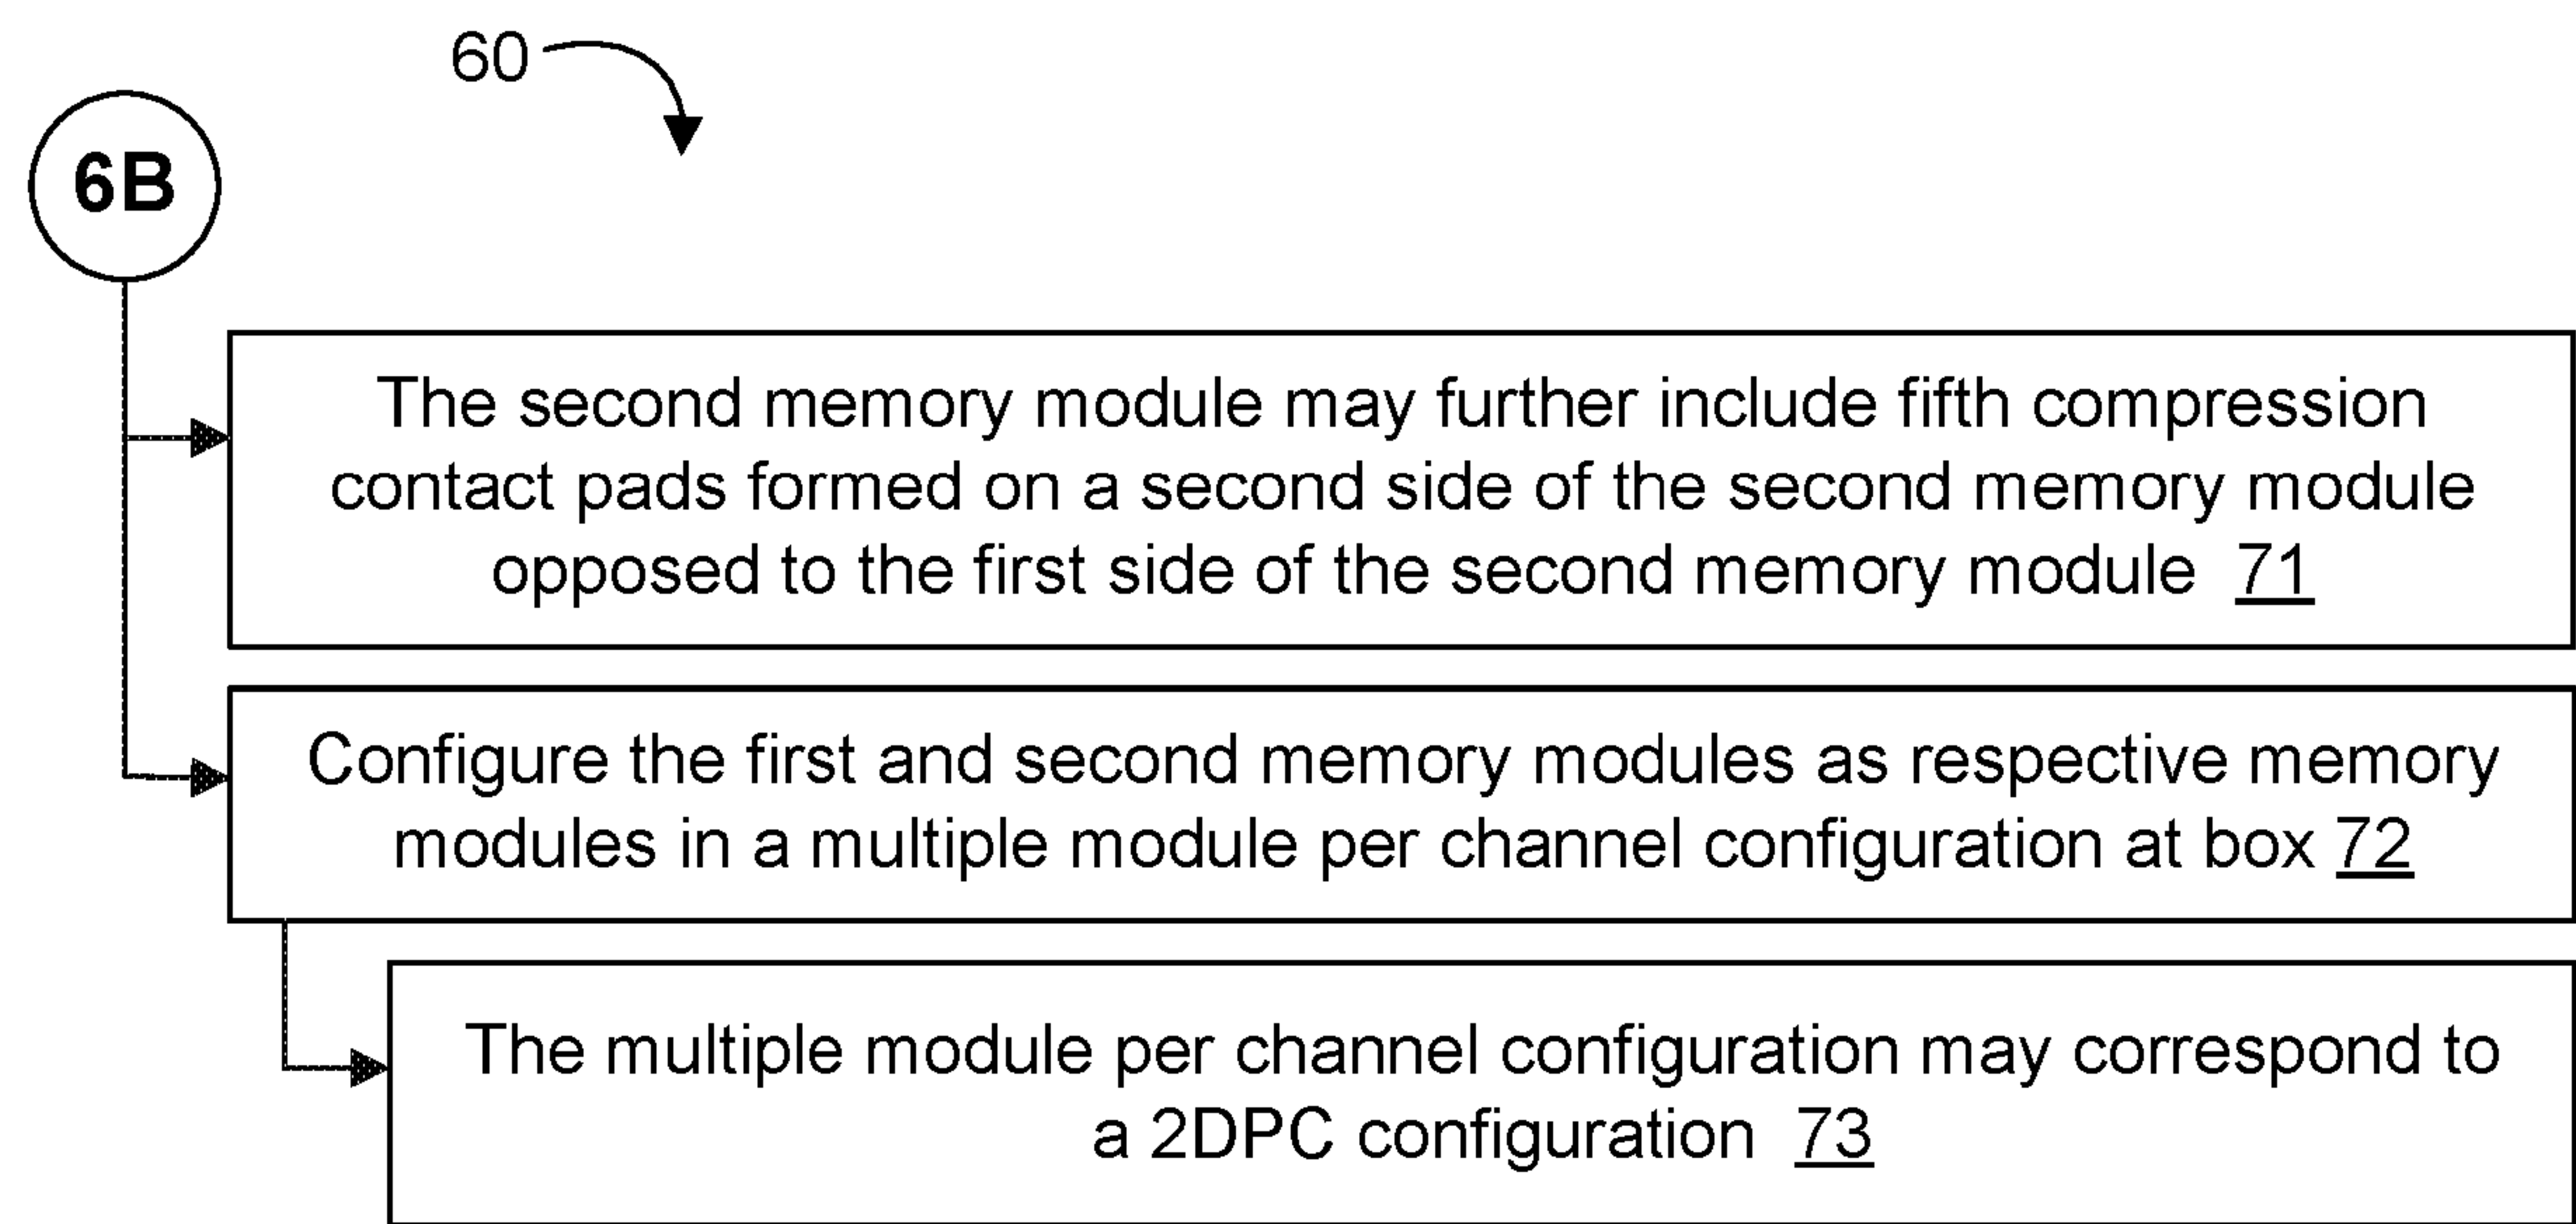 60
6B
The second memory module may further include fifth compression
contact pads formed on a second side of the second memory module
opposed to the first side of the second memory module 71
Configure the first and second memory modules as respective memory
modules in a multiple module per channel configuration at box 72
The multiple module per channel configuration may correspond to
a 2DPC configuration 73